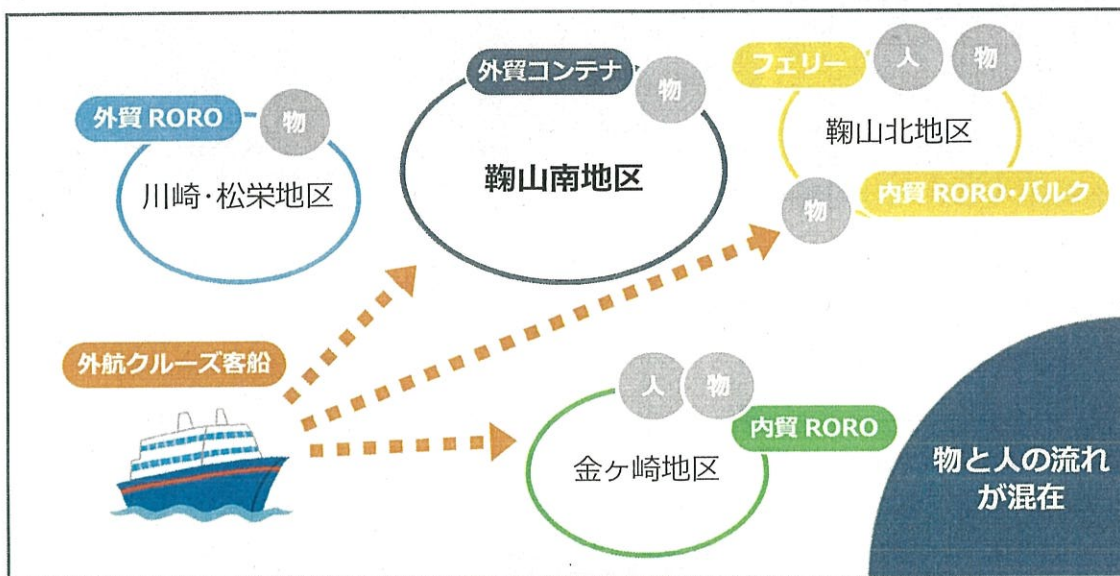 外貿 RORO
物
川崎・松栄地区
外貿コンテナ
物
鞠山南地区
フェリー
人
物
鞠山北地区
物
内貿 RORO・バルク
外航クルーズ客船
人
物
内貿 RORO
金ヶ崎地区
物と人の流れ
が混在